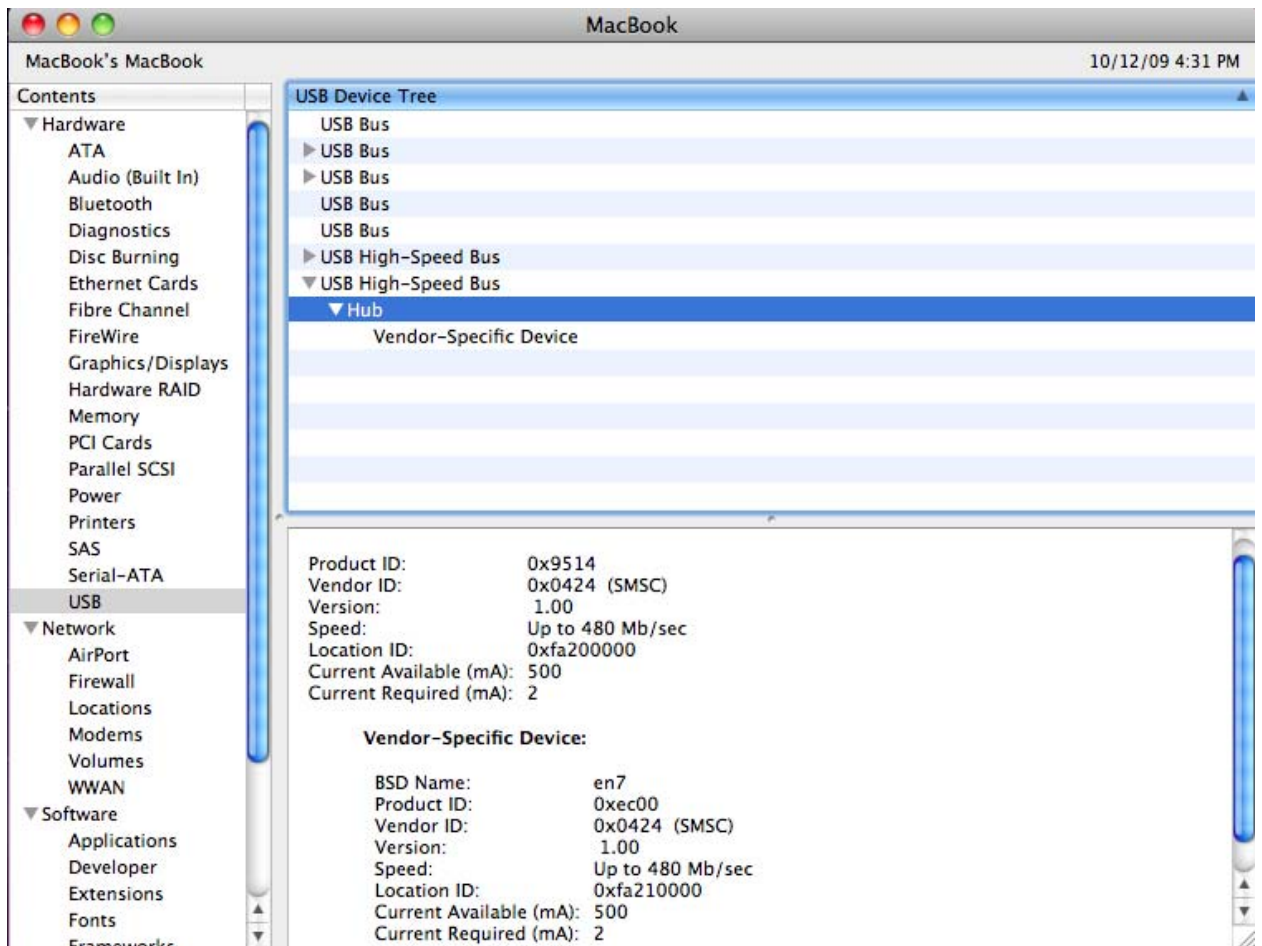 MacBook
MacBook's MacBook
10/12/09 4:31 PM
Contents
Hardware
ATA
Audio (Built In)
Bluetooth
Diagnostics
Disc Burning
Ethernet Cards
Fibre Channel
FireWire
Graphics/Displays
Hardware RAID
Memory
PCI Cards
Parallel SCSI
Power
Printers
SAS
Serial-ATA
USB
Network
AirPort
Firewall
Locations
Modems
Volumes
WWAN
Software
Applications
Developer
Extensions
Fonts
Frameworks
USB Device Tree
USB Bus
USB Bus
USB Bus
USB Bus
USB Bus
USB High-Speed Bus
USB High-Speed Bus
Hub
Vendor-Specific Device
Product ID: 0x9514
Vendor ID: 0x0424 (SMSC)
Version: 1.00
Speed: Up to 480 Mb/sec
Location ID: 0xfa200000
Current Available (mA): 500
Current Required (mA): 2
Vendor-Specific Device:
BSD Name: en7
Product ID: 0xec00
Vendor ID: 0x0424 (SMSC)
Version: 1.00
Speed: Up to 480 Mb/sec
Location ID: 0xfa210000
Current Available (mA): 500
Current Required (mA): 2